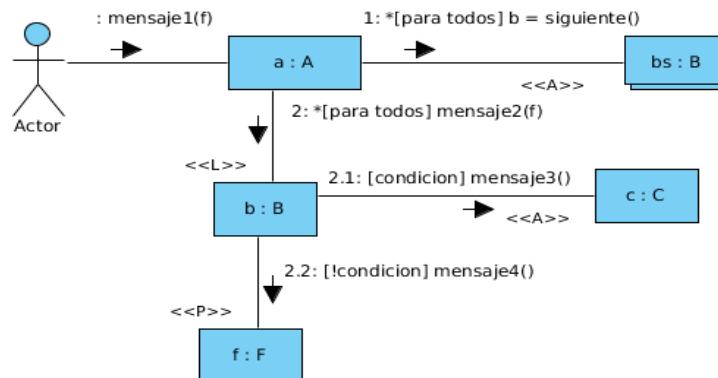 : mensaje1(f)
1: *[para todos] b = siguiente()
a : A
bs : B
<<A>>
Actor
2: *[para todos] mensaje2(f)
<<L>>
2.1: [condicion] mensaje3()
b : B
c : C
<<A>>
2.2: [!condicion] mensaje4()
<<P>>
f : F